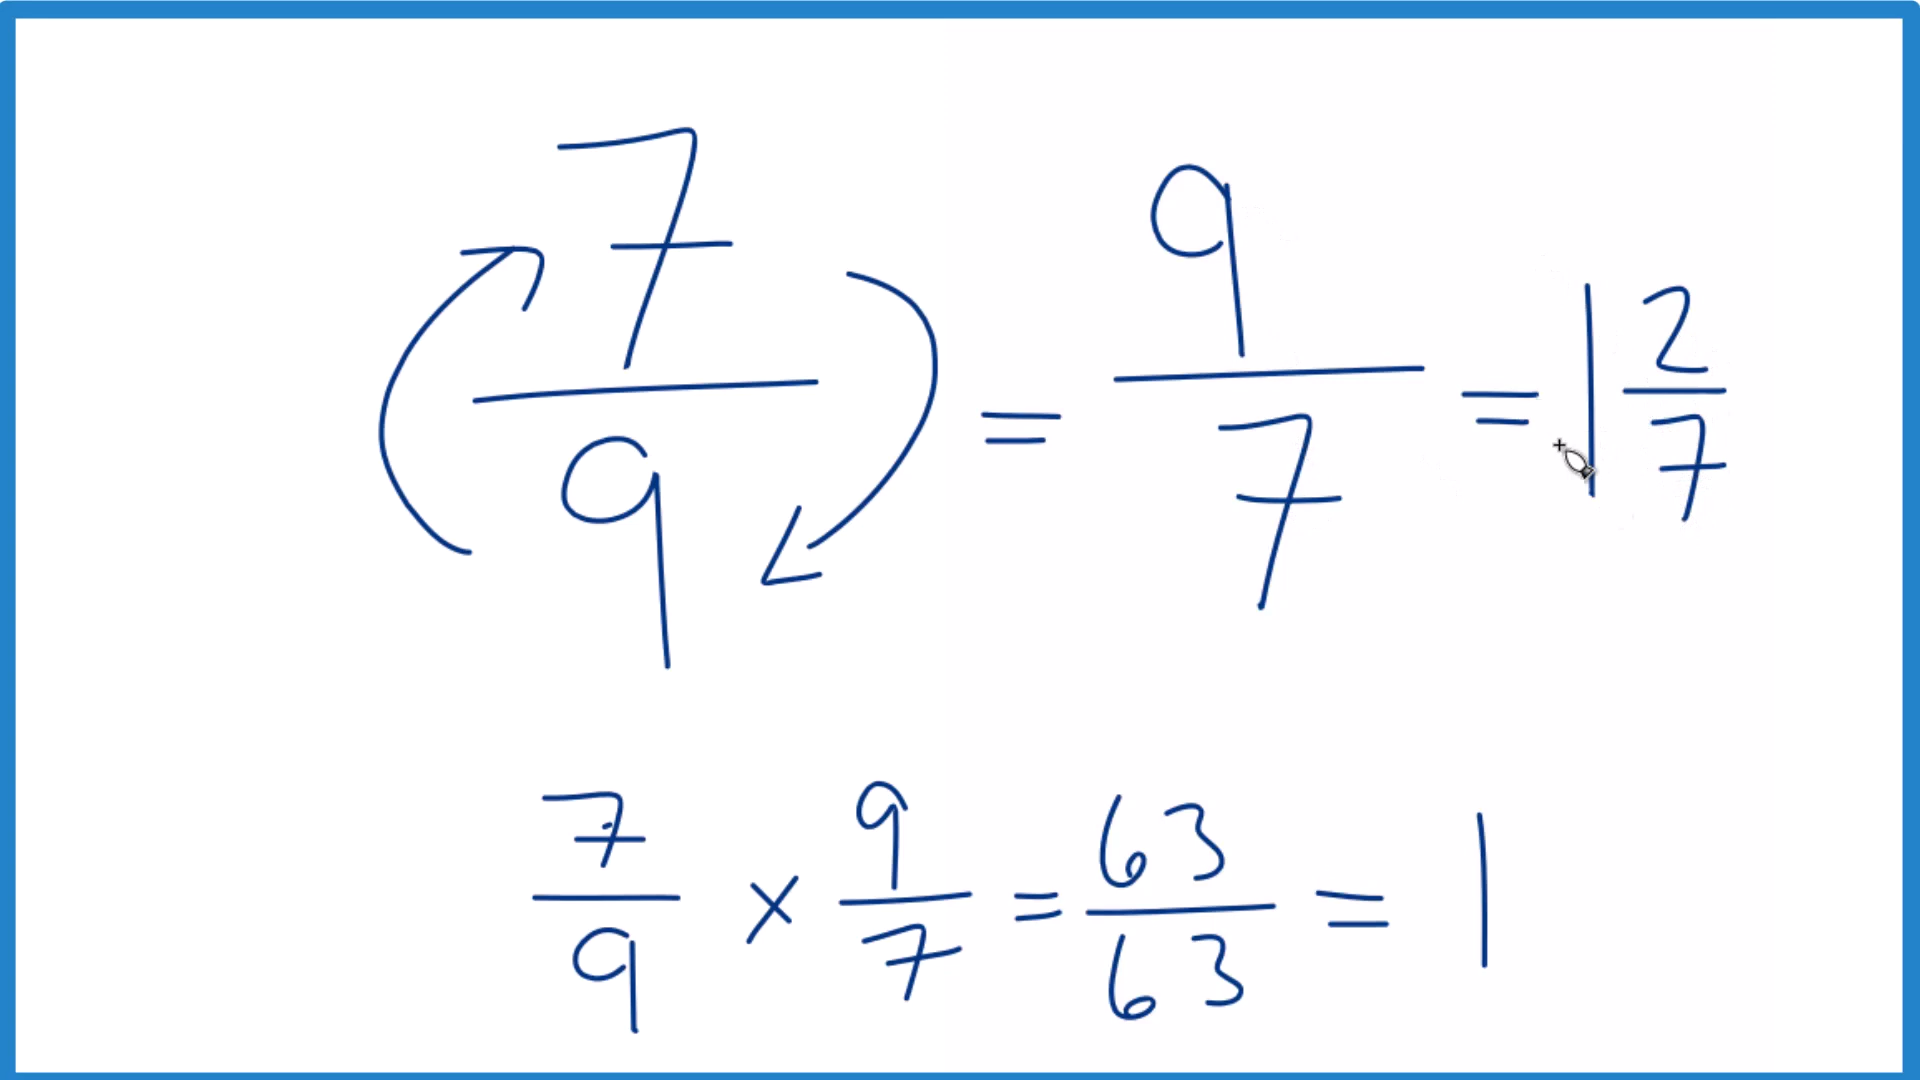 7/9 = 9/7 = 1 2/7
7/9 × 9/7 = 63/63 = 1